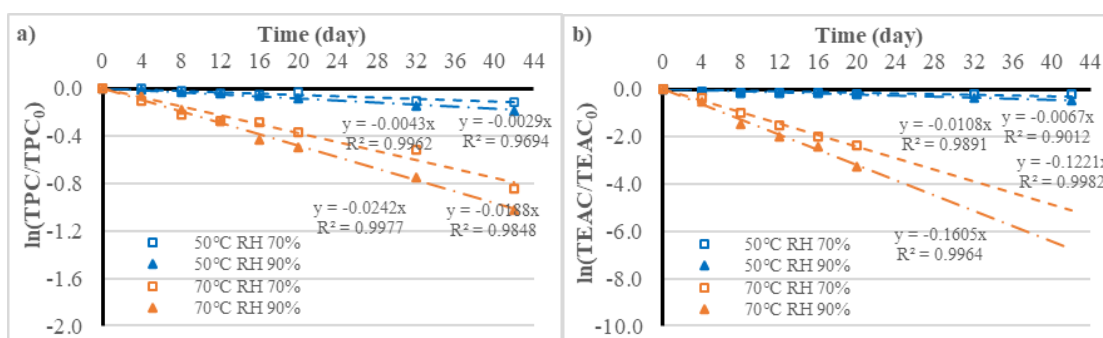 a)
Time (day)
0 4 8 12 16 20 24 28 32 36 40 44
0.0
-0.4
-0.8
-1.2
-1.6
-2.0
ln(TPC/TPC₀)
y = -0.0043x
R² = 0.9962
y = -0.0029x
R² = 0.9694
y = -0.0242x
R² = 0.9977
y = -0.0188x
R² = 0.9848
50°C RH 70%
50°C RH 90%
70°C RH 70%
70°C RH 90%
b)
Time (day)
0 4 8 12 16 20 24 28 32 36 40 44
0.0
-2.0
-4.0
-6.0
-8.0
-10.0
ln(TEAC/TEAC₀)
y = -0.0108x
R² = 0.9891
y = -0.0067x
R² = 0.9012
y = -0.1221x
R² = 0.9982
y = -0.1605x
R² = 0.9964
50°C RH 70%
50°C RH 90%
70°C RH 70%
70°C RH 90%